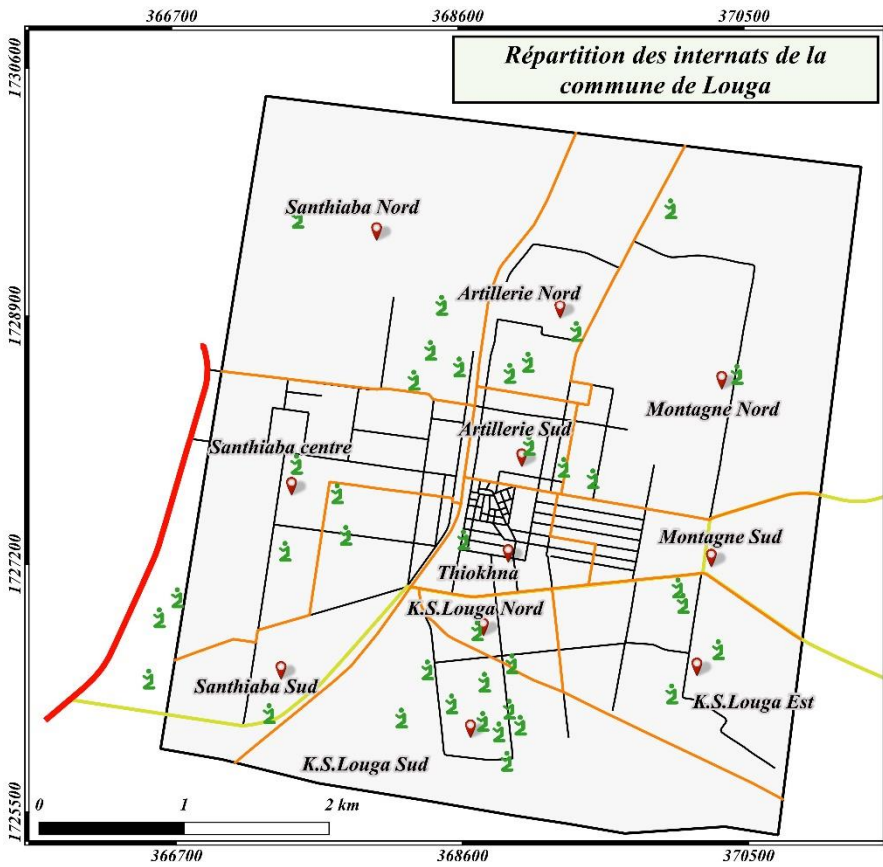 366700 368600 370500
Répartition des internats de la
commune de Louga
1730600
Santhiaba Nord
Artillerie Nord
1728900
Montagne Nord
Artillerie Sud
Santhiaba centre
Montagne Sud
1727200
Thiokhna
K.S.Louga Nord
Santhiaba Sud
K.S.Louga Est
K.S.Louga Sud
1725500
0 1 2 km
366700 368600 370500